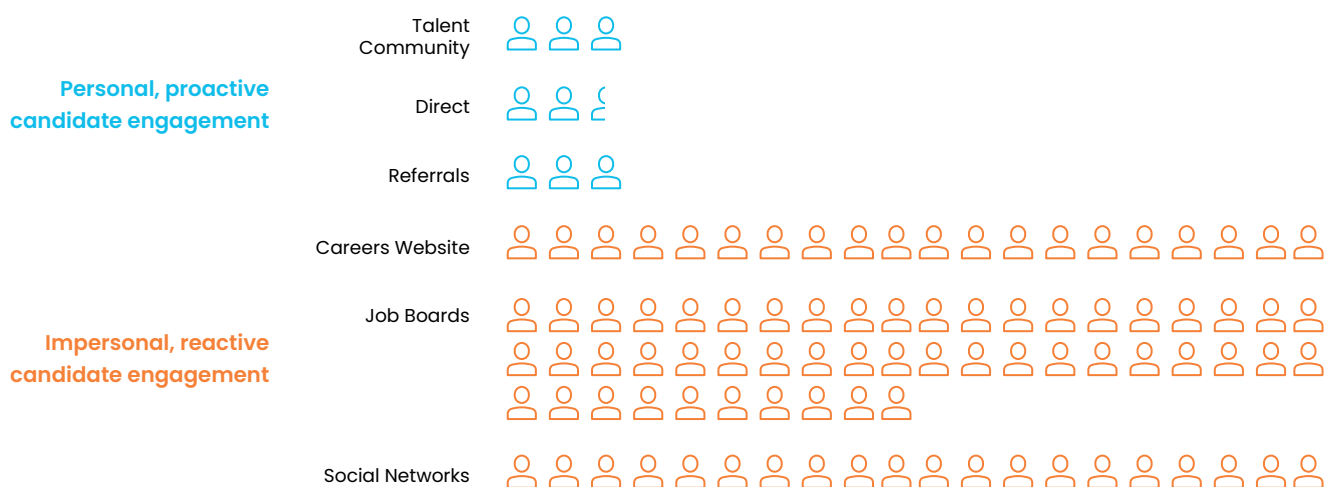 Talent
Community
Personal, proactive
candidate engagement
Direct
Referrals
Careers Website
Job Boards
Impersonal, reactive
candidate engagement
Social Networks